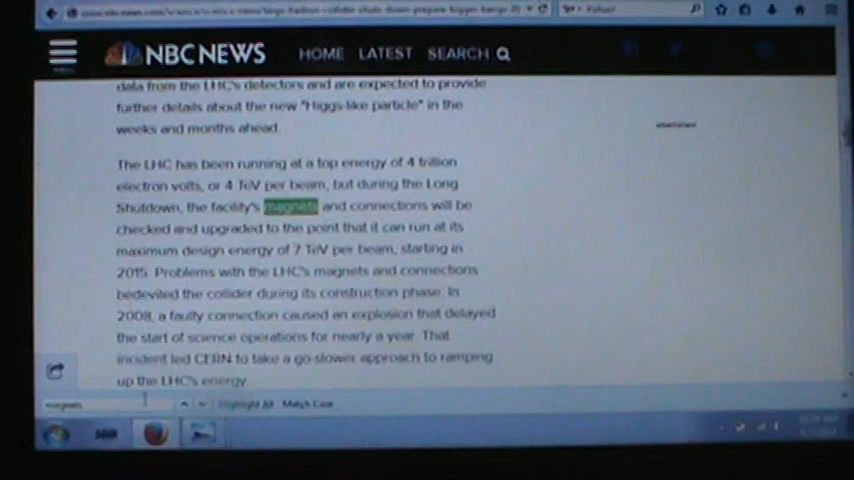 NBC NEWS HOME LATEST SEARCH
data from the LHC's detectors and are expected to provide
further details about the new "Higgs-like particle" in the
weeks and months ahead.
The LHC has been running at a top energy of 4 trillion
electron volts, or 4 TeV per beam, but during the Long
Shutdown, the facility's magnets and connections will be
checked and upgraded to the point that it can run at its
maximum design energy of 7 TeV per beam, starting in
2015. Problems with the LHC's magnets and connections
bedeviled the collider during its construction phase. In
2008, a faulty connection caused an explosion that delayed
the start of science operations for nearly a year. That
incident led CERN to take a go-slower approach to ramping
up the LHC's energy.
magnets Highlight All Match Case